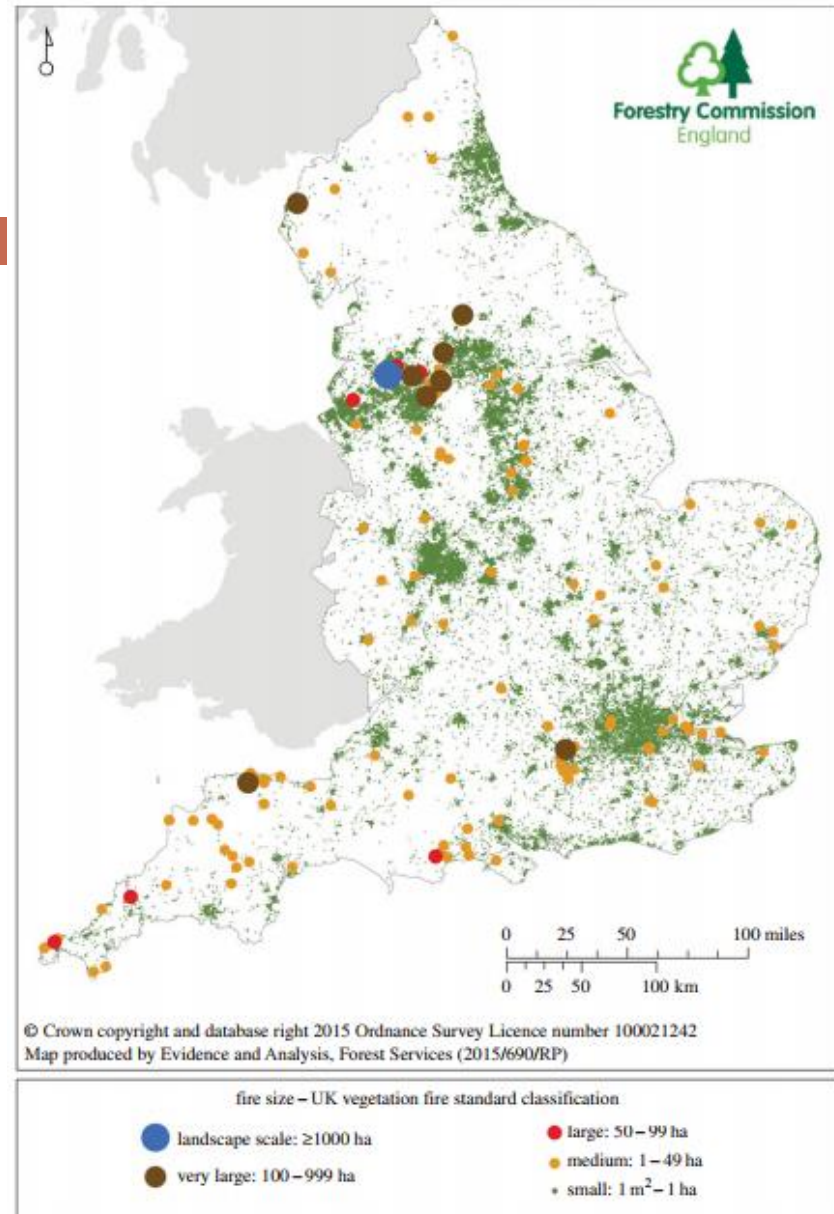 Forestry Commission
England
0 25 50 100 miles
0 25 50 100 km
© Crown copyright and database right 2015 Ordnance Survey Licence number 100021242
Map produced by Evidence and Analysis, Forest Services (2015/690/RP)
fire size – UK vegetation fire standard classification
landscape scale: ≥1000 ha
very large: 100 – 999 ha
large: 50 – 99 ha
medium: 1 – 49 ha
small: 1 m² – 1 ha